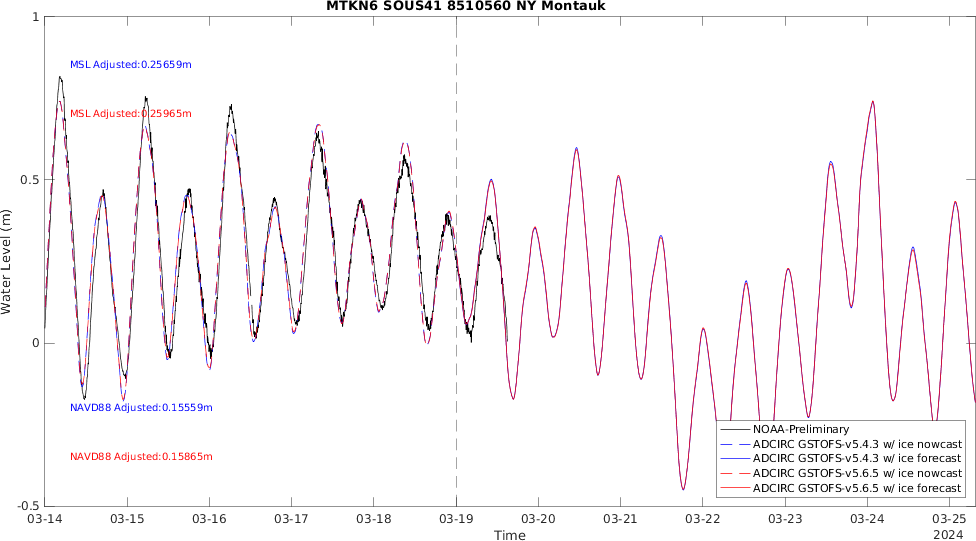 MTKN6 SOUS41 8510560 NY Montauk
1
MSL Adjusted:0.25659m
MSL Adjusted:0.25965m
0.5
Water Level (m)
0
NAVD88 Adjusted:0.15559m
NAVD88 Adjusted:0.15865m
NOAA-Preliminary
ADCIRC GSTOFS-v5.4.3 w/ ice nowcast
ADCIRC GSTOFS-v5.4.3 w/ ice forecast
ADCIRC GSTOFS-v5.6.5 w/ ice nowcast
ADCIRC GSTOFS-v5.6.5 w/ ice forecast
-0.5
03-14 03-15 03-16 03-17 03-18 03-19 03-20 03-21 03-22 03-23 03-24 03-25
2024
Time